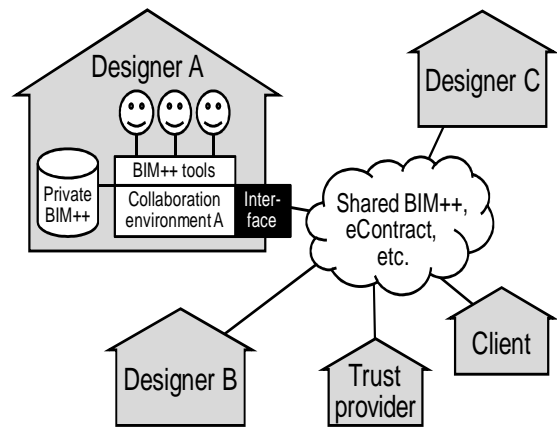 Designer A
Designer C
BIM++ tools
Private
BIM++
Collaboration
environment A
Inter-
face
Shared BIM++,
eContract,
etc.
Designer B
Trust
provider
Client